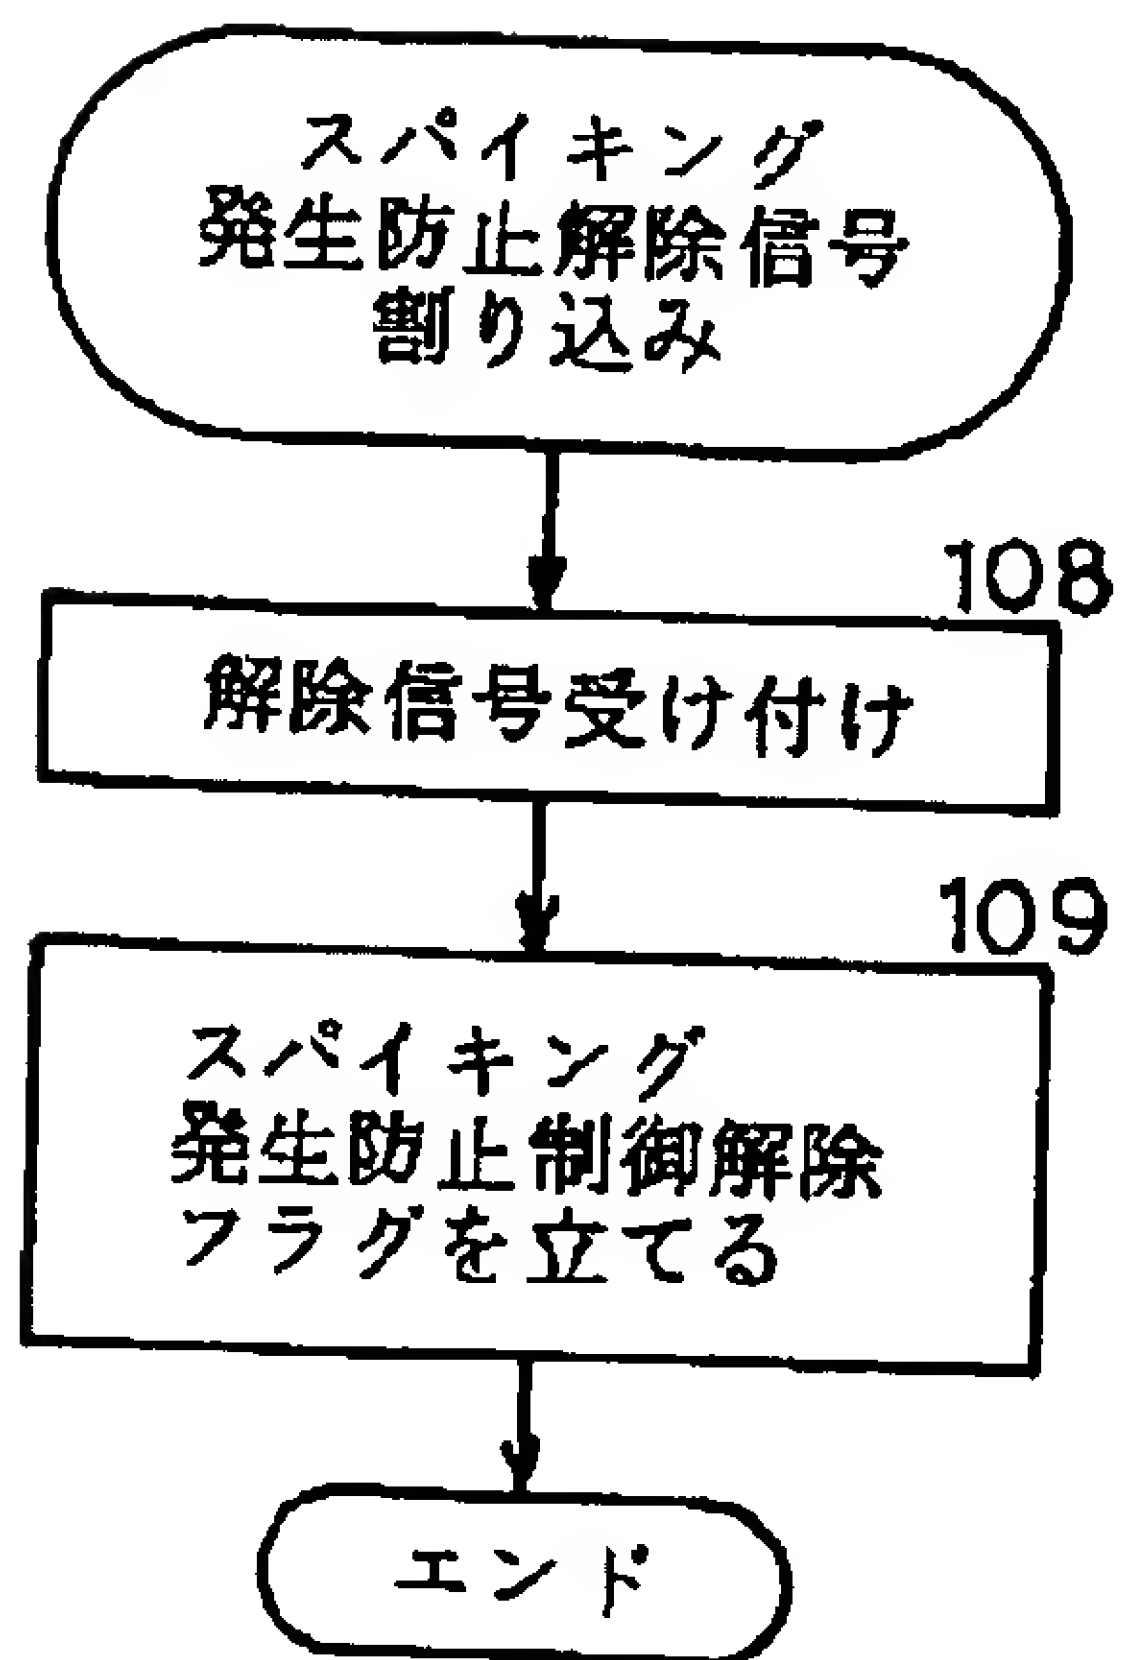 スパイキング
発生防止解除信号
割り込み
108
解除信号受け付け
109
スパイキング
発生防止制御解除
フラグを立てる
エンド